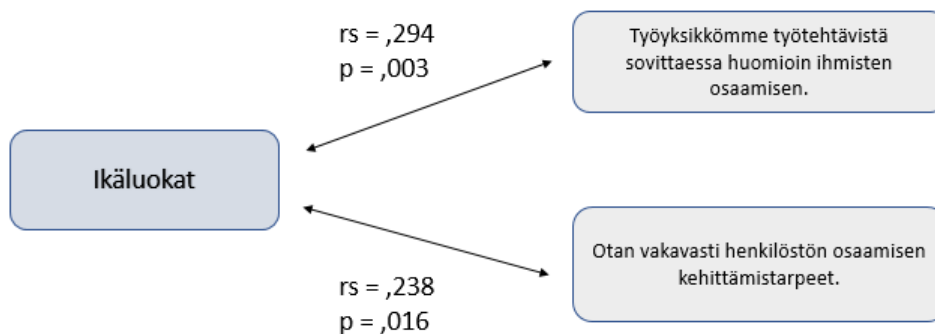 rs = ,294
p = ,003
Työyksikkömme työtehtävistä
sovittaessa huomioin ihmisten
osaamisen.
Ikäluokat
Otan vakavasti henkilöstön osaamisen
kehittämistarpeet.
rs = ,238
p = ,016